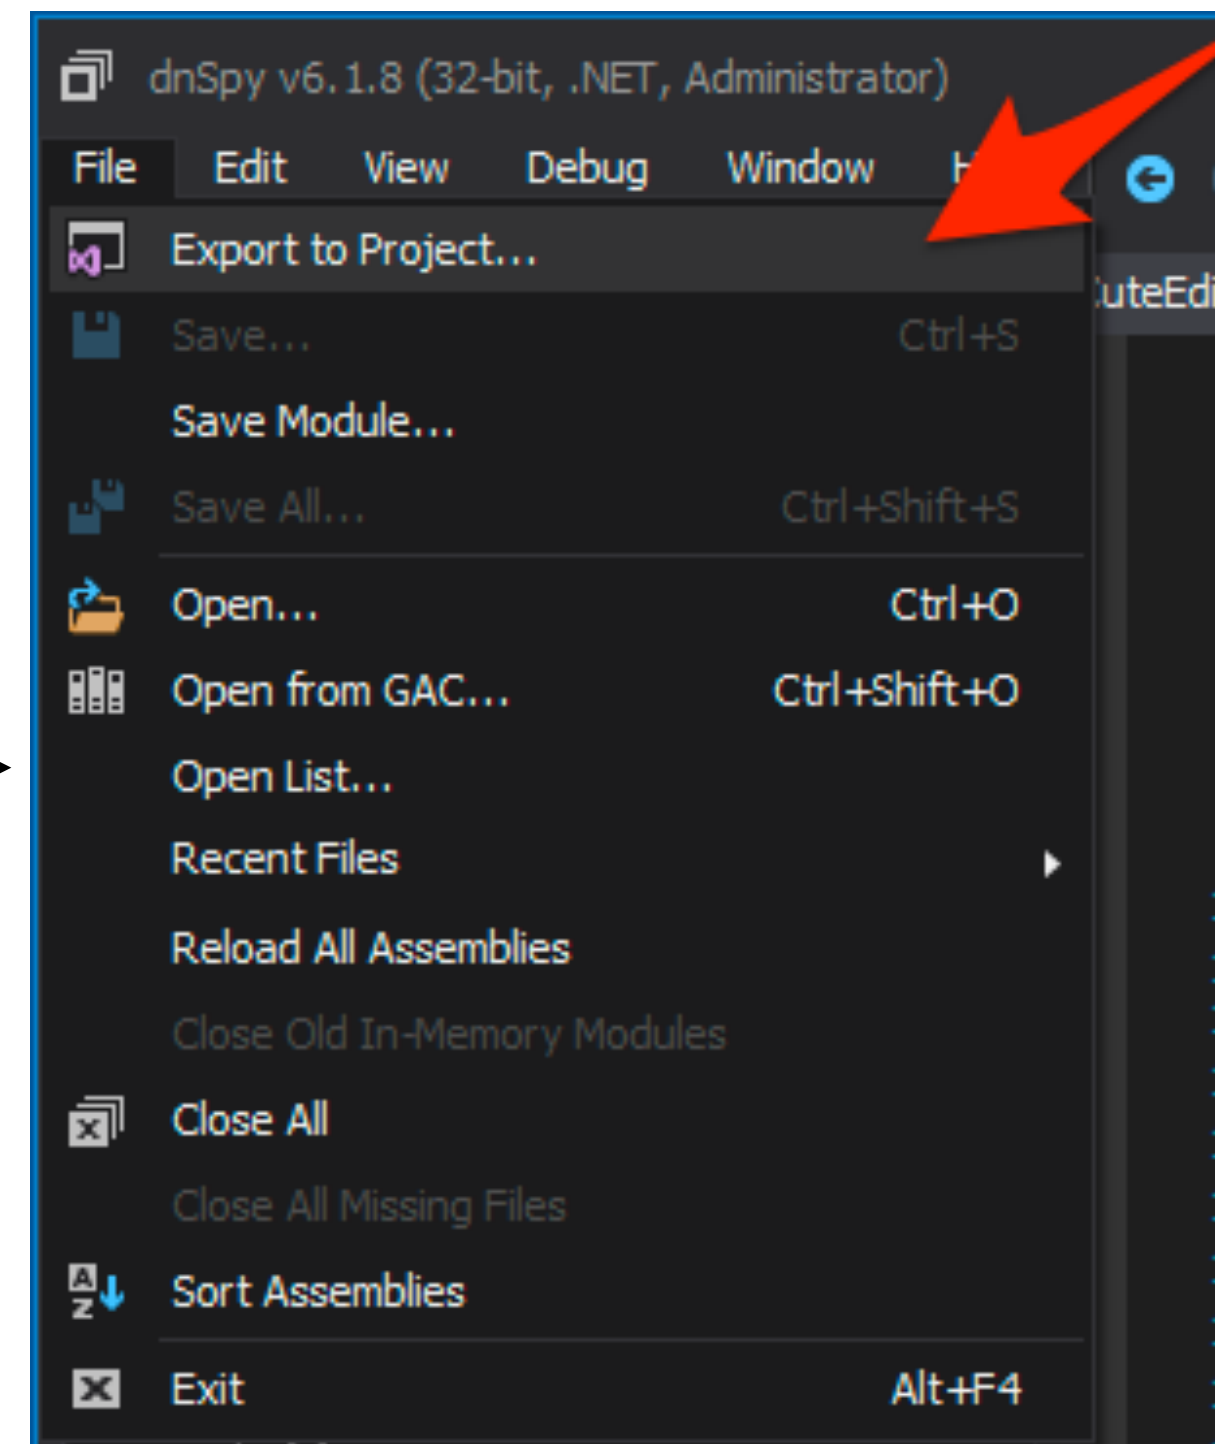 dnSpy v6.1.8 (32-bit, .NET, Administrator)
File Edit View Debug Window
Export to Project...
Save... Ctrl+S
Save Module...
Save All... Ctrl+Shift+S
Open... Ctrl+O
Open from GAC... Ctrl+Shift+O
Open List...
Recent Files
Reload All Assemblies
Close Old In-Memory Modules
Close All
Close All Missing Files
Sort Assemblies
Exit Alt+F4